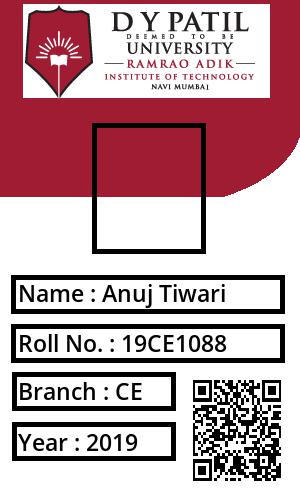 D Y PATIL
DEEMED TO BE
UNIVERSITY
RAMRAO ADIK
INSTITUTE OF TECHNOLOGY
NAVI MUMBAI
Name : Anuj Tiwari
Roll No. : 19CE1088
Branch : CE
Year : 2019